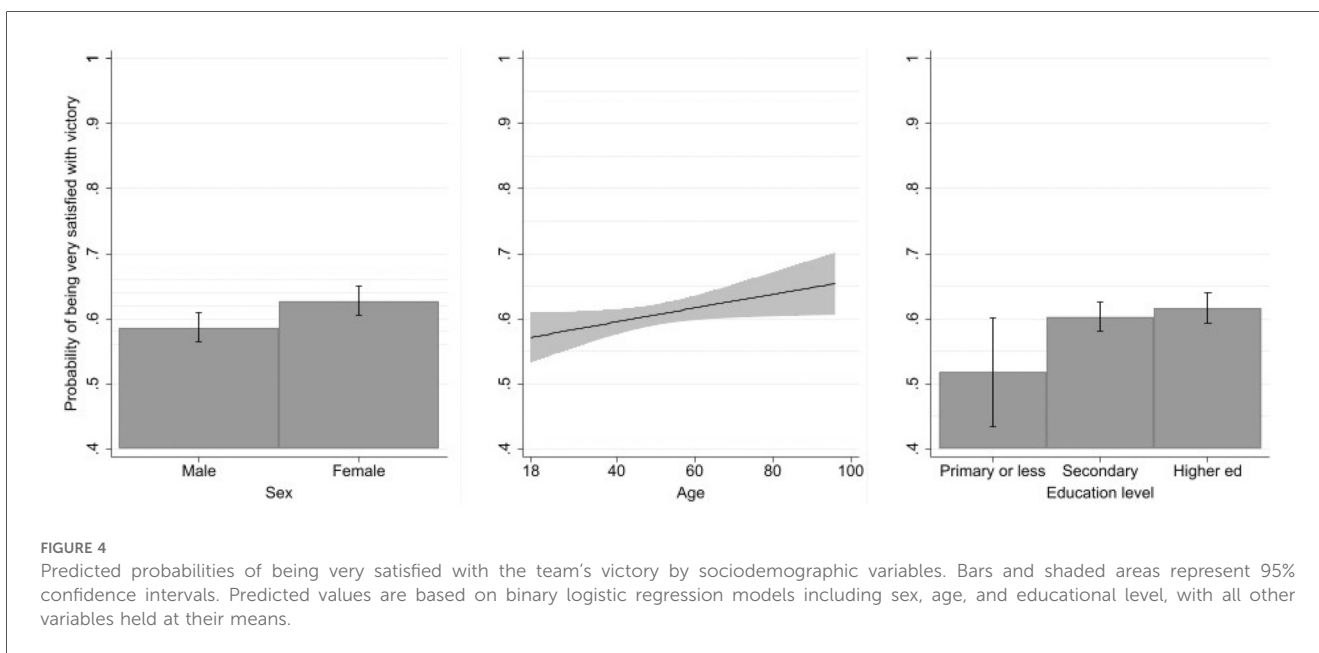 Probability of being very satisfied with victory
1
.9
.8
.7
.6
.5
.4
Male Female
Sex
1
.9
.8
.7
.6
.5
.4
18 40 60 80 100
Age
1
.9
.8
.7
.6
.5
.4
Primary or less Secondary Higher ed
Education level
FIGURE 4
Predicted probabilities of being very satisfied with the team's victory by sociodemographic variables. Bars and shaded areas represent 95%
confidence intervals. Predicted values are based on binary logistic regression models including sex, age, and educational level, with all other
variables held at their means.